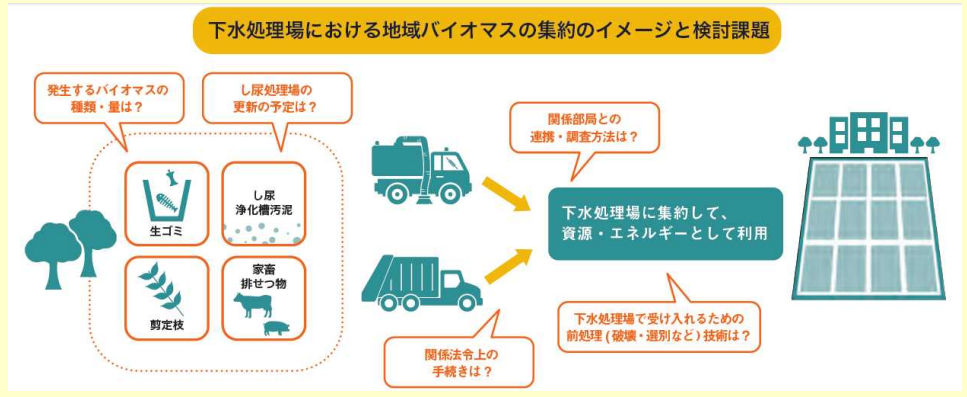 下水処理場における地域バイオマスの集約のイメージと検討課題
発生するバイオマスの
種類・量は？
し尿処理場の
更新の予定は？
関係部局との
連携・調査方法は？
生ゴミ
し尿
浄化槽汚泥
剪定枝
家畜
排せつ物
下水処理場に集約して、
資源・エネルギーとして利用
関係法令上の
手続きは？
下水処理場で受け入れるための
前処理(破壊・選別など)技術は？